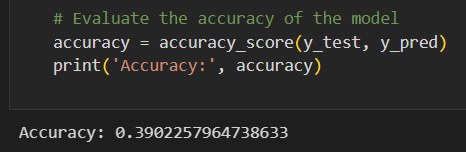 # Evaluate the accuracy of the model
accuracy = accuracy_score(y_test, y_pred)
print('Accuracy:', accuracy)
Accuracy: 0.3902257964738633